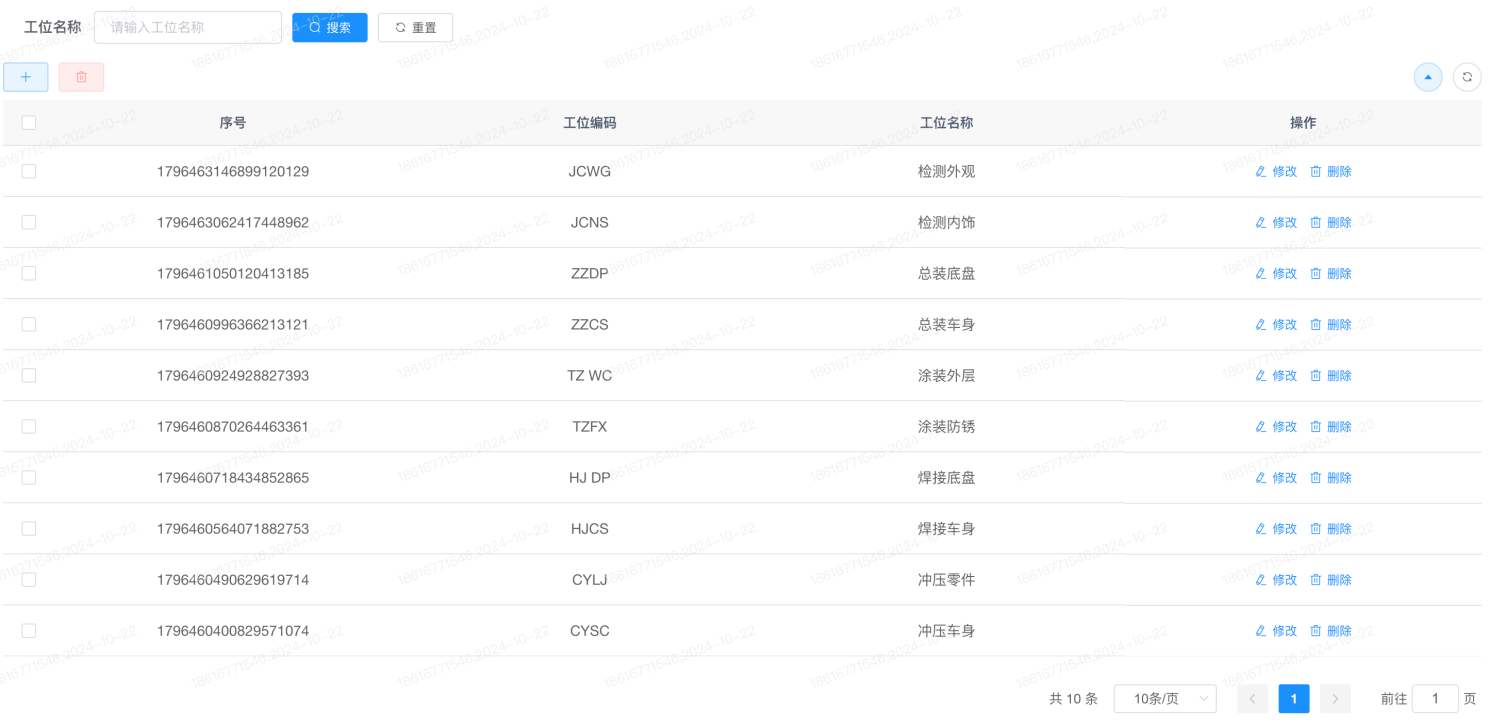 工位名称 请输入工位名称 搜索 重置
序号 工位编码 工位名称 操作
1796463146899120129 JCWG 检测外观 修改 删除
1796463062417448962 JCNS 检测内饰 修改 删除
1796461050120413185 ZZDP 总装底盘 修改 删除
1796460996366213121 ZZCS 总装车身 修改 删除
1796460924928827393 TZ WC 涂装外层 修改 删除
1796460870264463361 TZFX 涂装防锈 修改 删除
1796460718434852865 HJ DP 焊接底盘 修改 删除
1796460564071882753 HJCS 焊接车身 修改 删除
1796460490629619714 CYLJ 冲压零件 修改 删除
1796460400829571074 CYSC 冲压车身 修改 删除
共 10 条 10条/页 1 前往 1 页
18616771546,2024-10-22